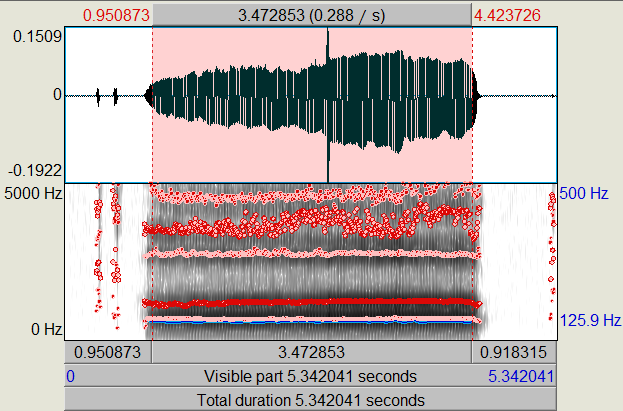 0.950873 3.472853 (0.288 / s) 4.423726
0.1509
0
-0.1922
5000 Hz 500 Hz
0 Hz 125.9 Hz
0.950873 3.472853 0.918315
0 Visible part 5.342041 seconds 5.342041
Total duration 5.342041 seconds